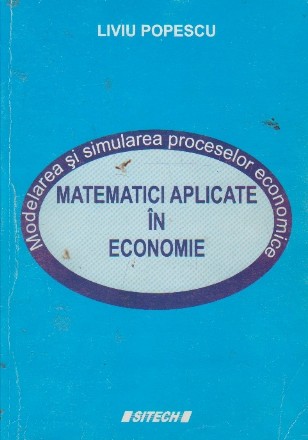 LIVIU POPESCU
Modelarea şi simularea proceselor economice
MATEMATICI APLICATE
ÎN
ECONOMIE
SITECH